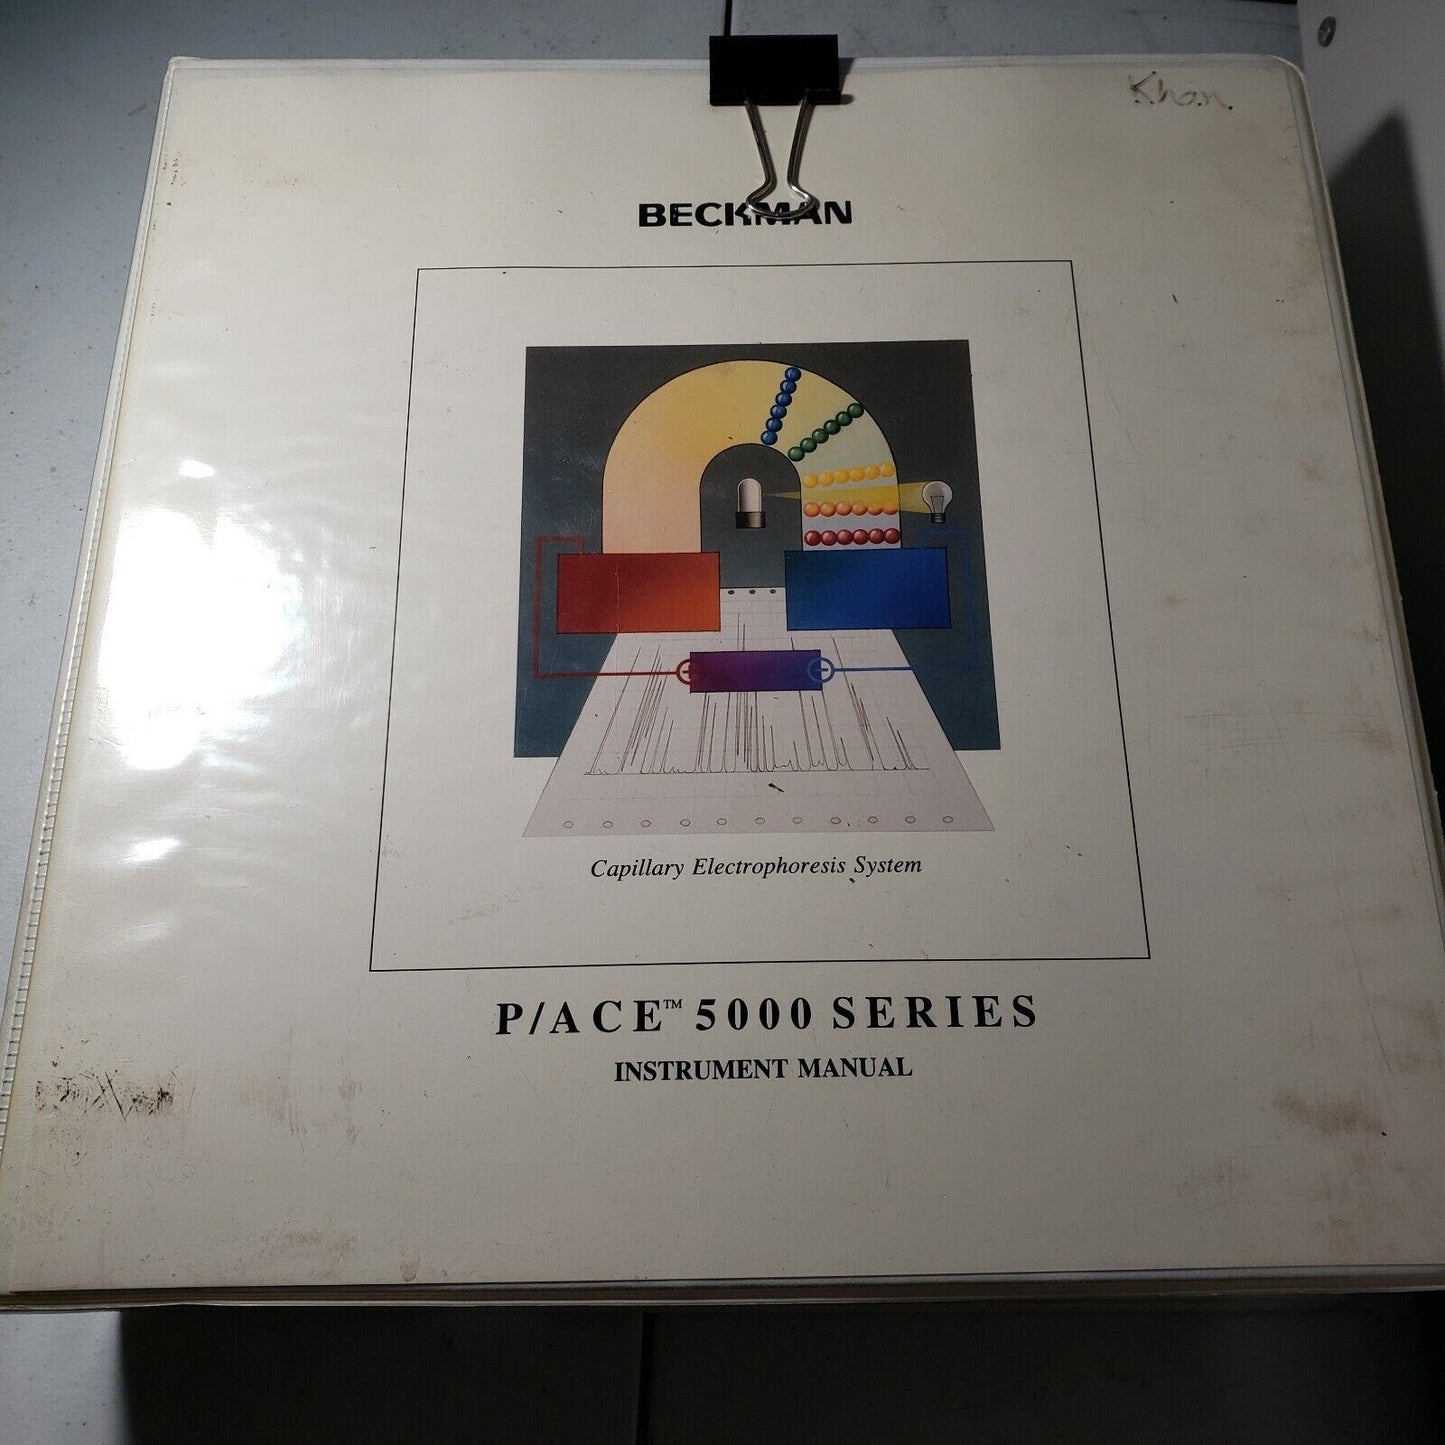 Khan
BECKMAN
Capillary Electrophoresis System
P/ACE™ 5000 SERIES
INSTRUMENT MANUAL